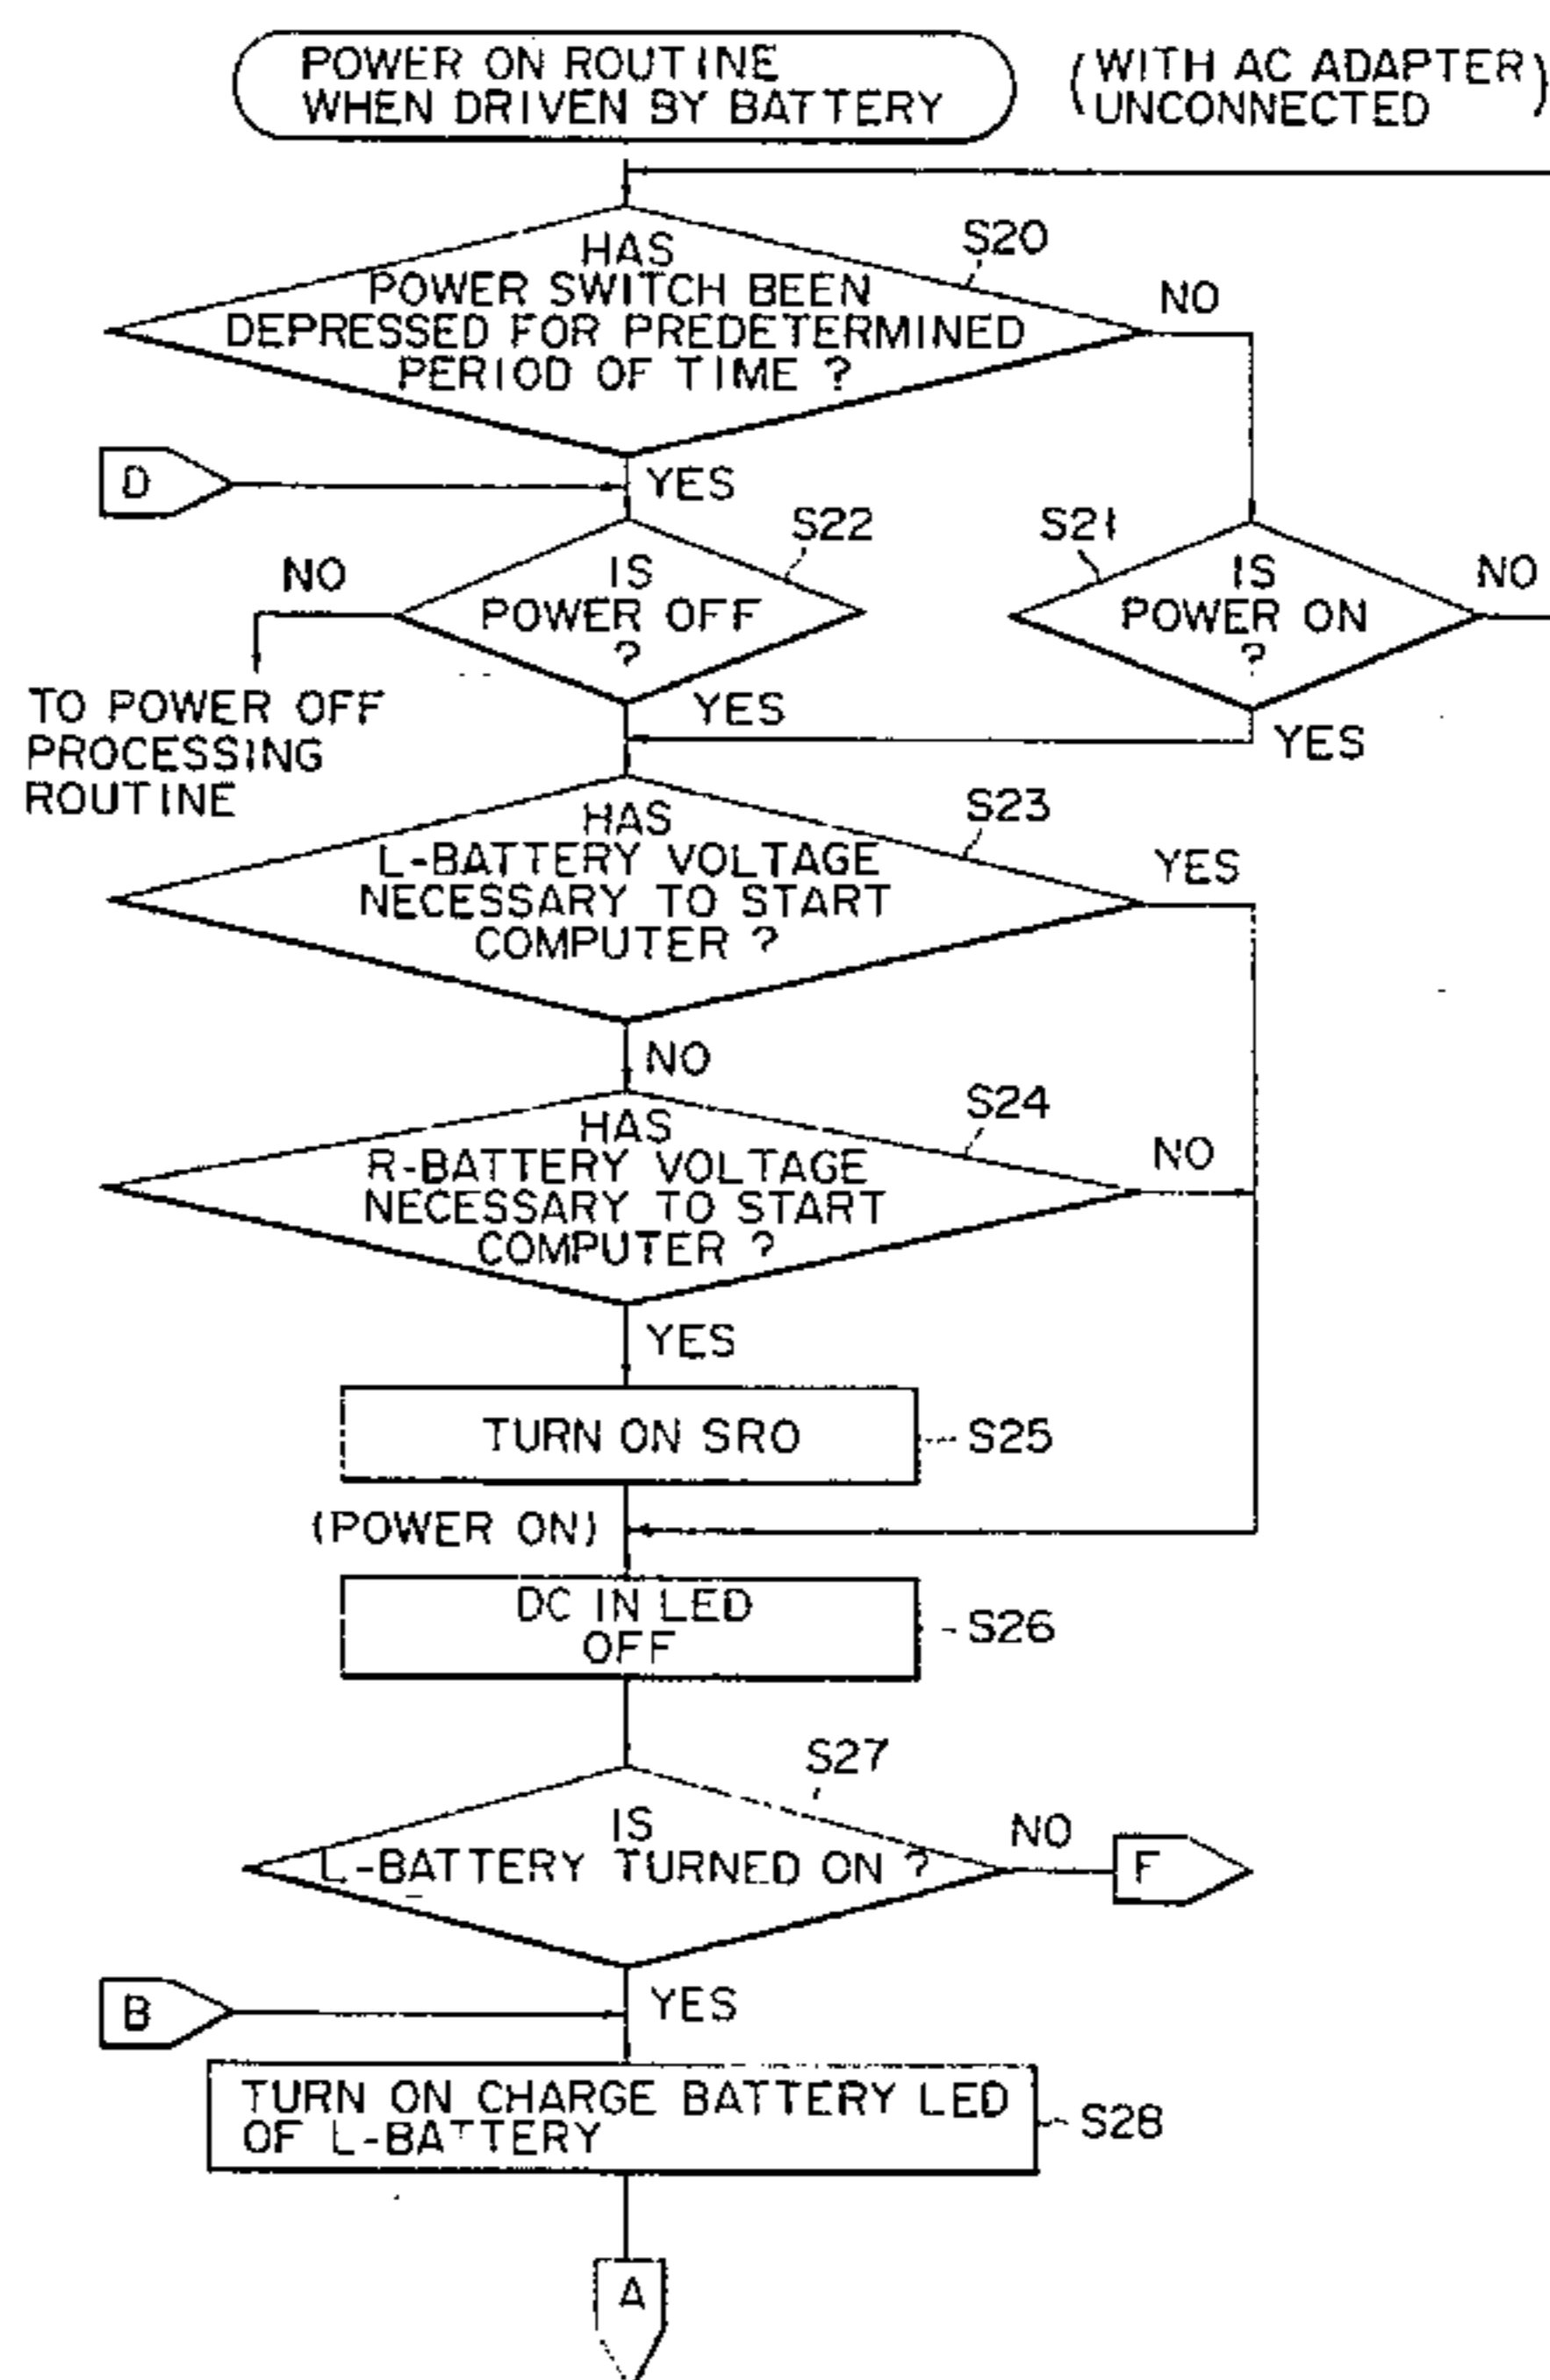 POWER ON ROUTINE
WHEN DRIVEN BY BATTERY
(WITH AC ADAPTER
UNCONNECTED)
HAS
POWER SWITCH BEEN
DEPRESSED FOR PREDETERMINED
PERIOD OF TIME ?
S20
NO
D
YES
S22
S21
NO
IS
POWER OFF
?
IS
POWER ON
?
NO
TO POWER OFF
PROCESSING
ROUTINE
YES
YES
HAS
L-BATTERY VOLTAGE
NECESSARY TO START
COMPUTER ?
S23
YES
NO
HAS
R-BATTERY VOLTAGE
NECESSARY TO START
COMPUTER ?
S24
NO
YES
TURN ON SRO
S25
(POWER ON)
DC IN LED
OFF
S26
S27
IS
L-BATTERY TURNED ON ?
NO
F
B
YES
TURN ON CHARGE BATTERY LED
OF L-BATTERY
S28
A